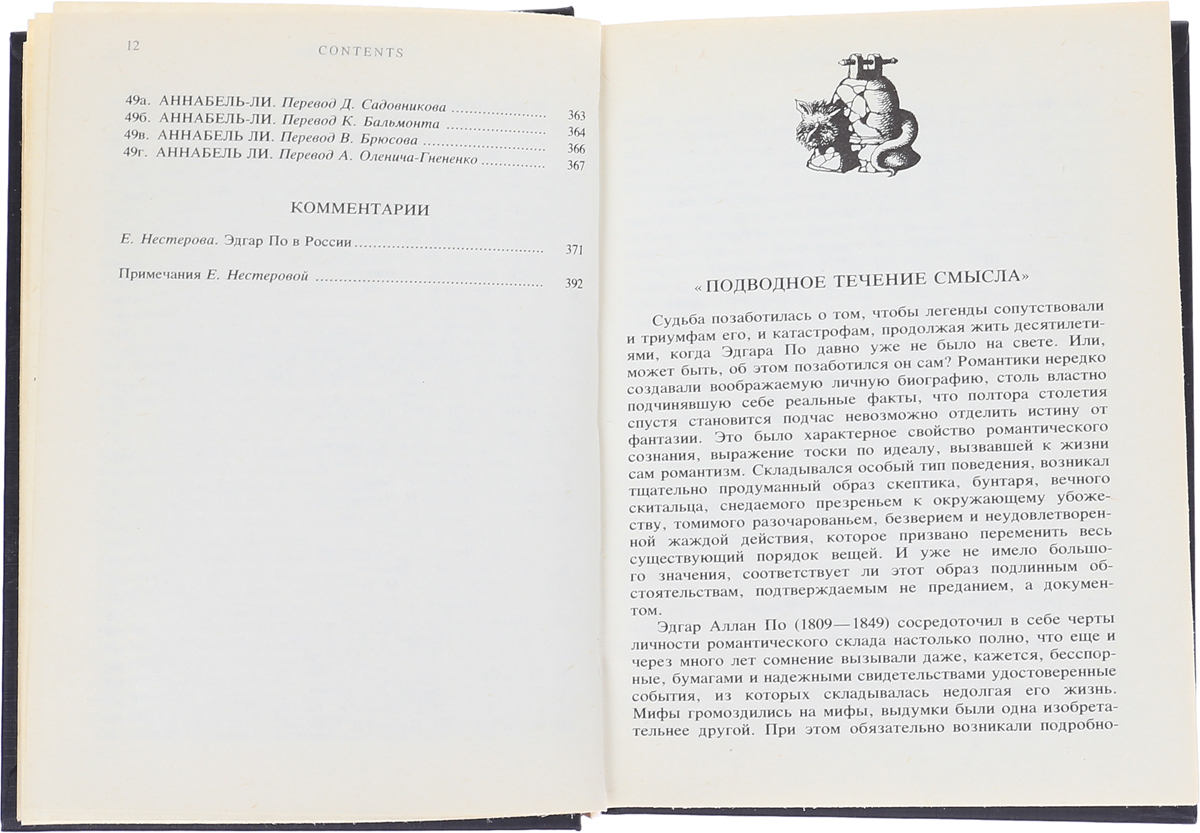 12
CONTENTS
49а. АННАБЕЛЬ-ЛИ. Перевод Д. Садовникова ........................ 363
49б. АННАБЕЛЬ-ЛИ. Перевод К. Бальмонта ........................ 364
49в. АННАБЕЛЬ ЛИ. Перевод В. Брюсова ........................ 366
49г. АННАБЕЛЬ ЛИ. Перевод А. Оленича-Гнененко ................ 367
КОММЕНТАРИИ
Е. Нестерова. Эдгар По в России ........................ 371
Примечания Е. Нестеровой ........................ 392
«ПОДВОДНОЕ ТЕЧЕНИЕ СМЫСЛА»
Судьба позаботилась о том, чтобы легенды сопутствовали
и триумфам его, и катастрофам, продолжая жить десятилети-
ями, когда Эдгара По давно уже не было на свете. Или,
может быть, об этом позаботился он сам? Романтики нередко
создавали воображаемую личную биографию, столь властно
подчинявшую себе реальные факты, что полтора столетия
спустя становится подчас невозможно отделить истину от
фантазии. Это было характерное свойство романтического
сознания, выражение тоски по идеалу, вызвавшей к жизни
сам романтизм. Складывался особый тип поведения, возникал
тщательно продуманный образ скептика, бунтаря, вечного
скитальца, снедаемого презреньем к окружающему убоже-
ству, томимого разочарованьем, безверием и неудовлетворен-
ной жаждой действия, которое призвано переменить весь
существующий порядок вещей. И уже не имело большо-
го значения, соответствует ли этот образ подлинным об-
стоятельствам, подтверждаемым не преданием, а докумен-
том.
Эдгар Аллан По (1809—1849) сосредоточил в себе черты
личности романтического склада настолько полно, что еще и
через много лет сомнение вызывали даже, кажется, бесспор-
ные, бумагами и надежными свидетельствами удостоверенные
события, из которых складывалась недолгая его жизнь.
Мифы громоздились на мифы, выдумки были одна изобрета-
тельнее другой. При этом обязательно возникали подробно-